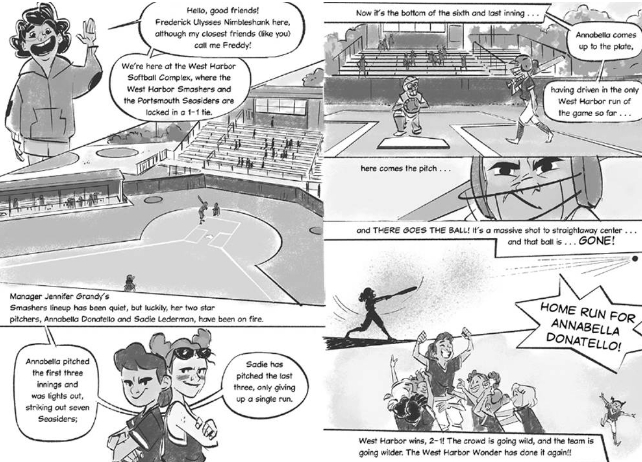 Hello, good friends!
Frederick Ulysses Nimbleshank here,
although my closest friends (like you)
call me Freddy!
We're here at the West Harbor
Softball Complex, where the
West Harbor Smashers and
the Portsmouth Seasiders are
locked in a 1-1 tie.
Manager Jennifer Grandy's
Smashers lineup has been quiet, but luckily, her two star
pitchers, Annabella Donatello and Sadie Lederman, have been on fire.
Annabella pitched
the first three
innings and
was lights out,
striking out seven
Seasiders;
Sadie has
pitched the last
three, only giving
up a single run.
Now it's the bottom of the sixth and last inning . . .
Annabella comes
up to the plate,
having driven in the only
West Harbor run of
the game so far . . .
here comes the pitch . . .
and THERE GOES THE BALL! It's a massive shot to straightaway center . . .
and that ball is . . . GONE!
HOME RUN FOR
ANNABELLA
DONATELLO!
West Harbor wins, 2-1! The crowd is going wild, and the team is
going wilder. The West Harbor Wonder has done it again!!